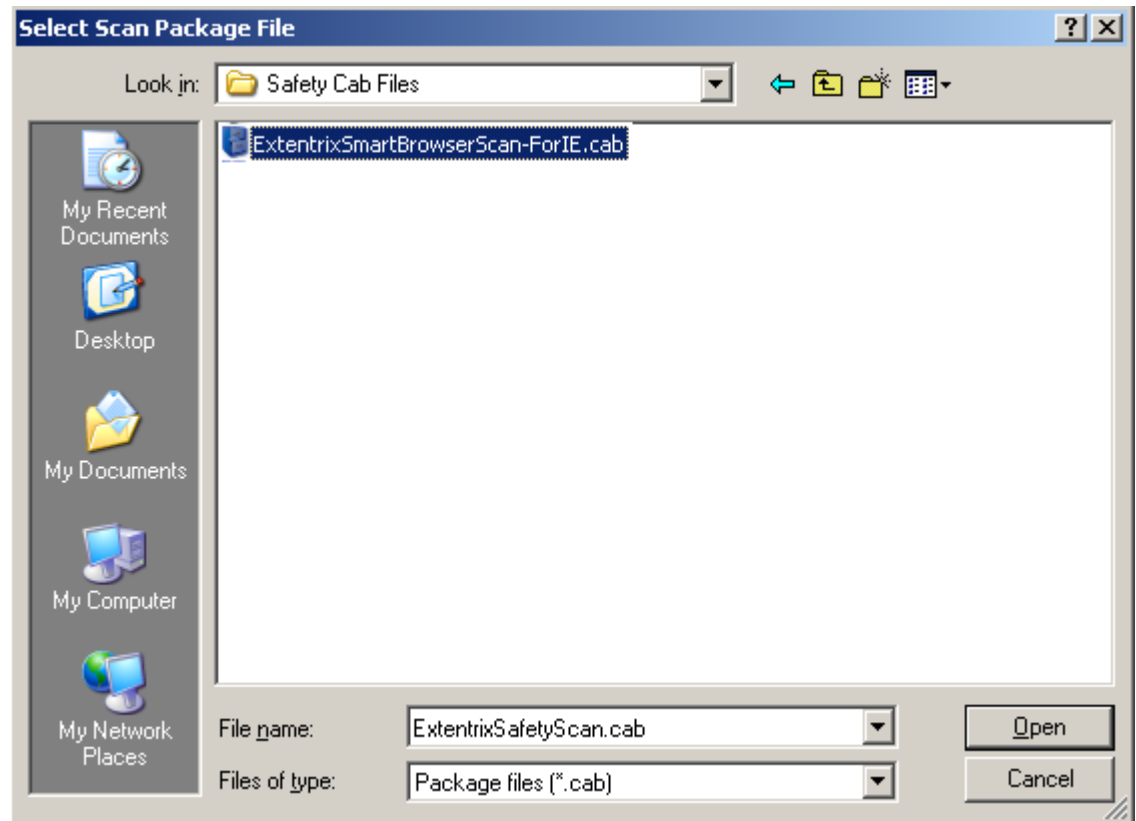 Select Scan Package File
Look in:
Safety Cab Files
ExtentrixSmartBrowserScan-ForIE.cab
My Recent
Documents
Desktop
My Documents
My Computer
My Network
Places
File name:
ExtentrixSafetyScan.cab
Open
Files of type:
Package files (*.cab)
Cancel